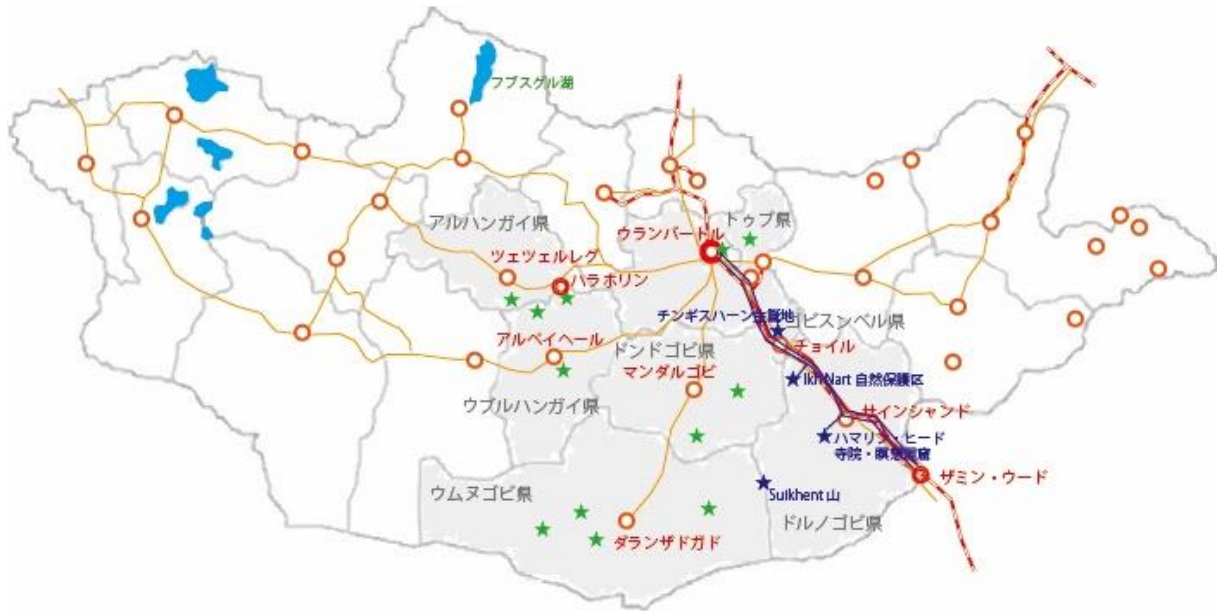 フブスグル湖
アルハンガイ県
トゥブ県
ウランバートル
ツェツェルレグ
ハラホリン
チンギスハーン生誕地
ゴビスンベル県
アルベイヘール
ドンドゴビ県
チョイル
マンダルゴビ
Ikh Nart 自然保護区
ウブルハンガイ県
サインシャンド
ハマリン・ヒード
寺院・瞑想洞窟
ウムヌゴビ県
ザミン・ウード
Suikhent 山
ドルノゴビ県
ダランザドガド